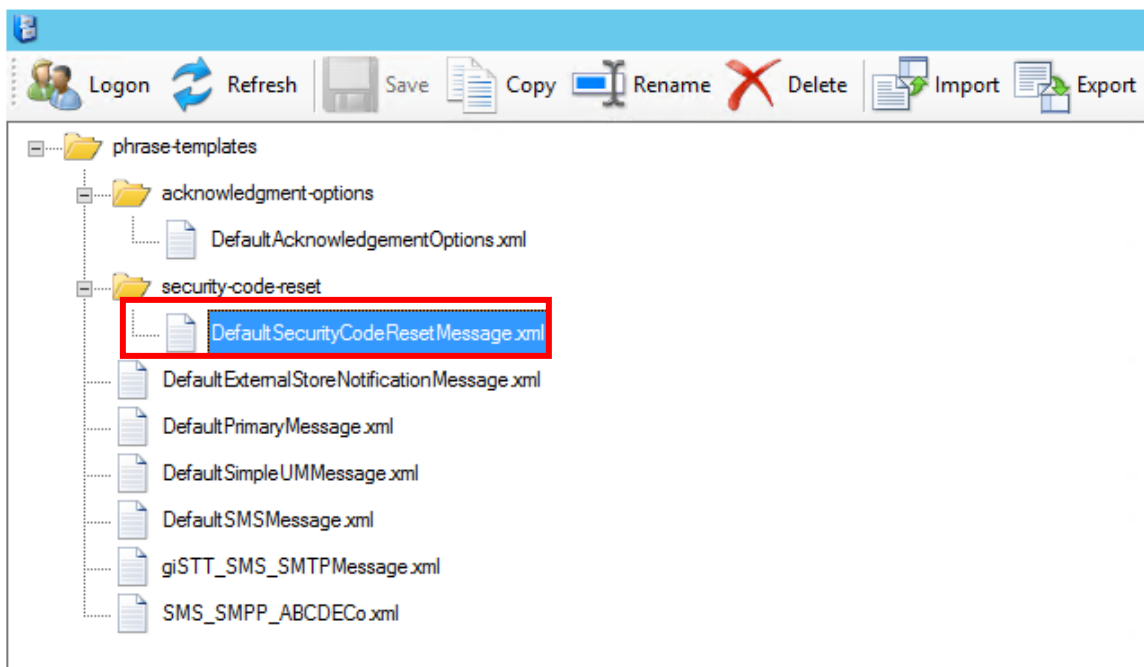 Logon Refresh Save Copy Rename Delete Import Export
phrase-templates
acknowledgment-options
DefaultAcknowledgementOptions.xml
security-code-reset
DefaultSecurityCodeResetMessage.xml
DefaultExternalStoreNotificationMessage.xml
DefaultPrimaryMessage.xml
DefaultSimpleUMMessage.xml
DefaultSMSMessage.xml
giSTT_SMS_SMTPMessage.xml
SMS_SMPP_ABCDECo.xml